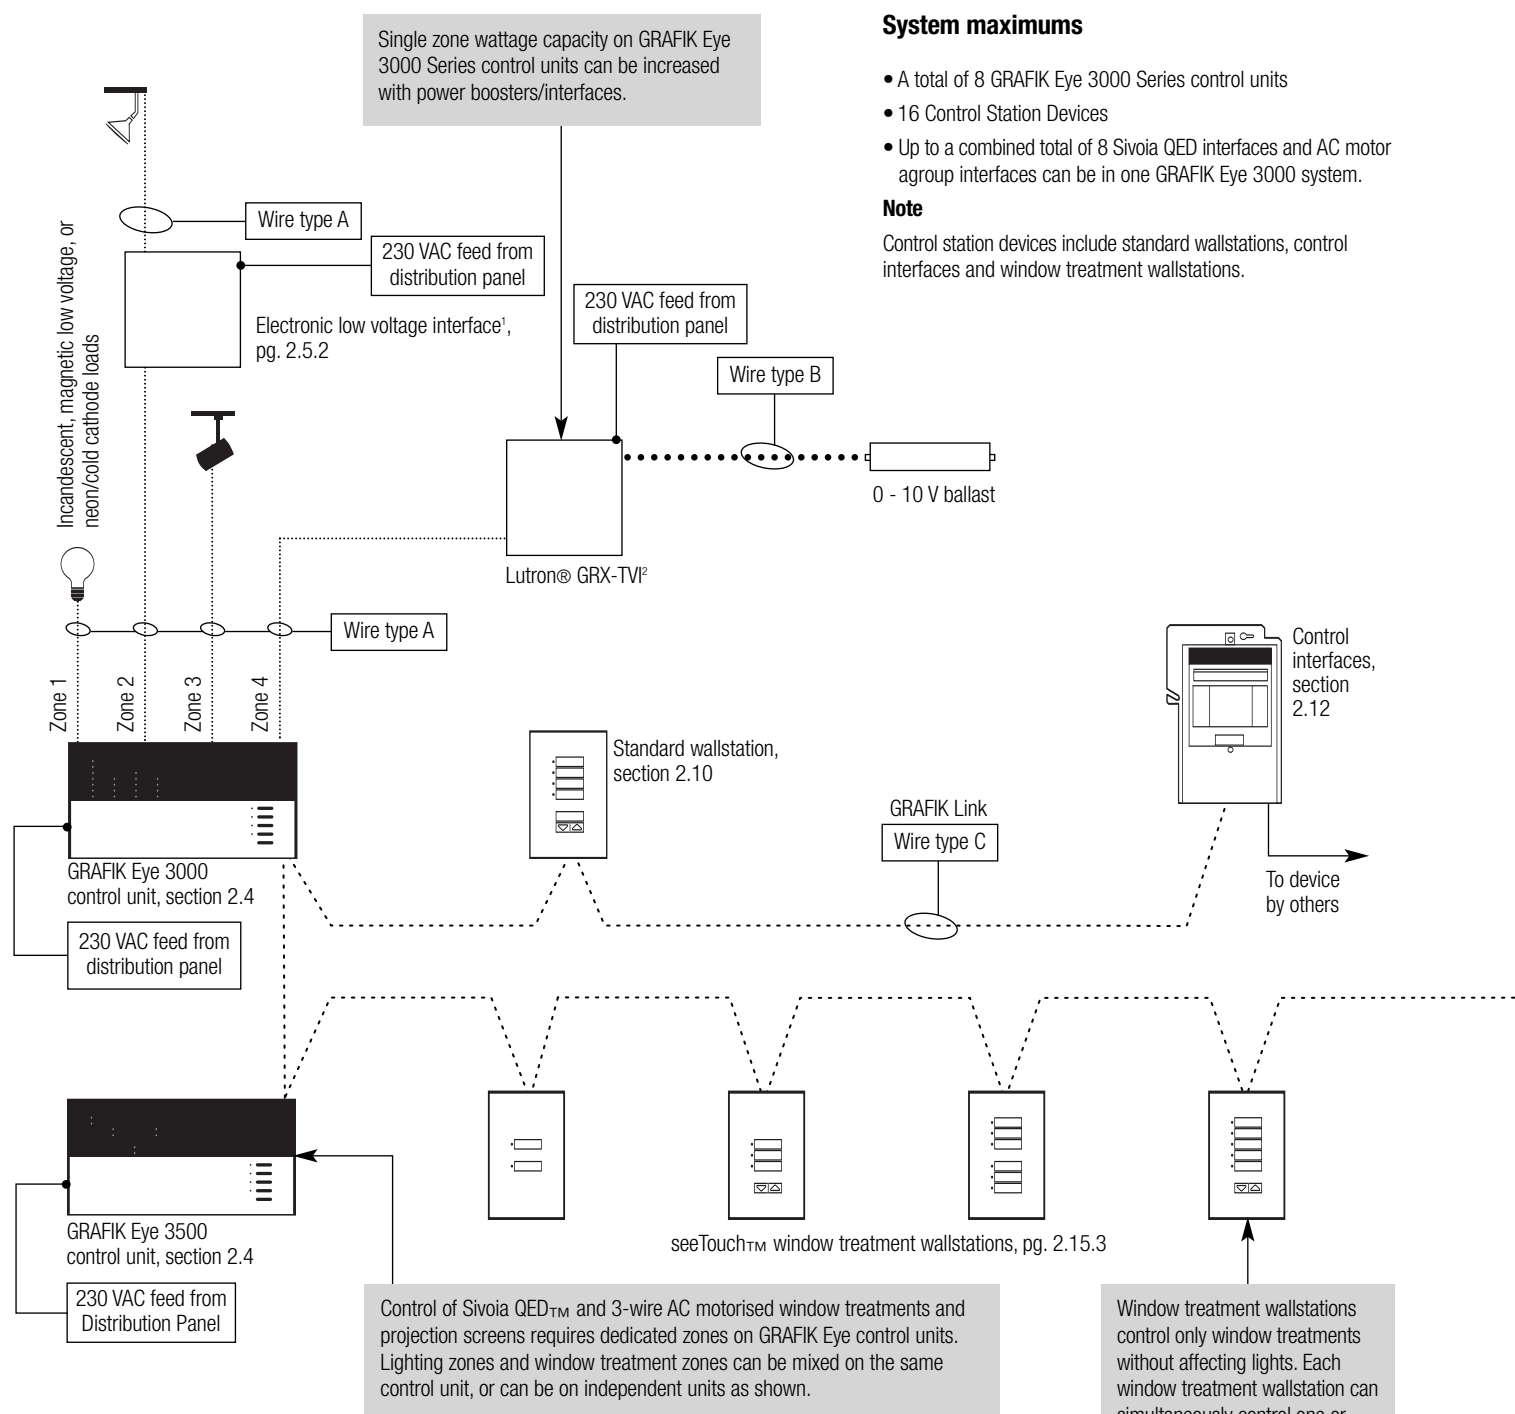 Single zone wattage capacity on GRAFIK Eye
3000 Series control units can be increased
with power boosters/interfaces.
System maximums
• A total of 8 GRAFIK Eye 3000 Series control units
• 16 Control Station Devices
• Up to a combined total of 8 Sivoia QED interfaces and AC motor
agroup interfaces can be in one GRAFIK Eye 3000 system.
Note
Control station devices include standard wallstations, control
interfaces and window treatment wallstations.
Wire type A
230 VAC feed from
distribution panel
Electronic low voltage interface¹,
pg. 2.5.2
Incandescent, magnetic low voltage, or
neon/cold cathode loads
230 VAC feed from
distribution panel
Wire type B
0 - 10 V ballast
Lutron® GRX-TVI²
Wire type A
Zone 1
Zone 2
Zone 3
Zone 4
Control
interfaces,
section
2.12
Standard wallstation,
section 2.10
GRAFIK Link
Wire type C
To device
by others
GRAFIK Eye 3000
control unit, section 2.4
230 VAC feed from
distribution panel
GRAFIK Eye 3500
control unit, section 2.4
230 VAC feed from
Distribution Panel
seeTouch™ window treatment wallstations, pg. 2.15.3
Control of Sivoia QED™ and 3-wire AC motorised window treatments and
projection screens requires dedicated zones on GRAFIK Eye control units.
Lighting zones and window treatment zones can be mixed on the same
control unit, or can be on independent units as shown.
Window treatment wallstations
control only window treatments
without affecting lights. Each
window treatment wallstation can
simultaneously control one or